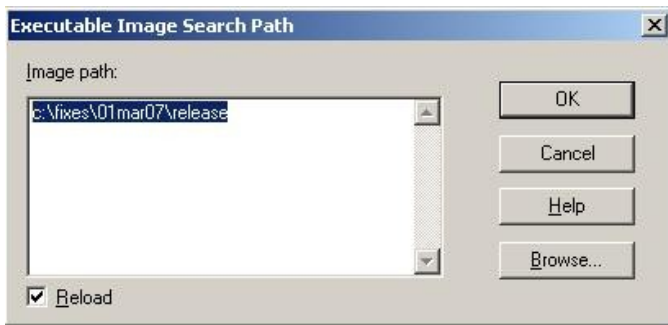 Executable Image Search Path
Image path:
c:\fixes\01mar07\release
OK
Cancel
Help
Browse...
Reload